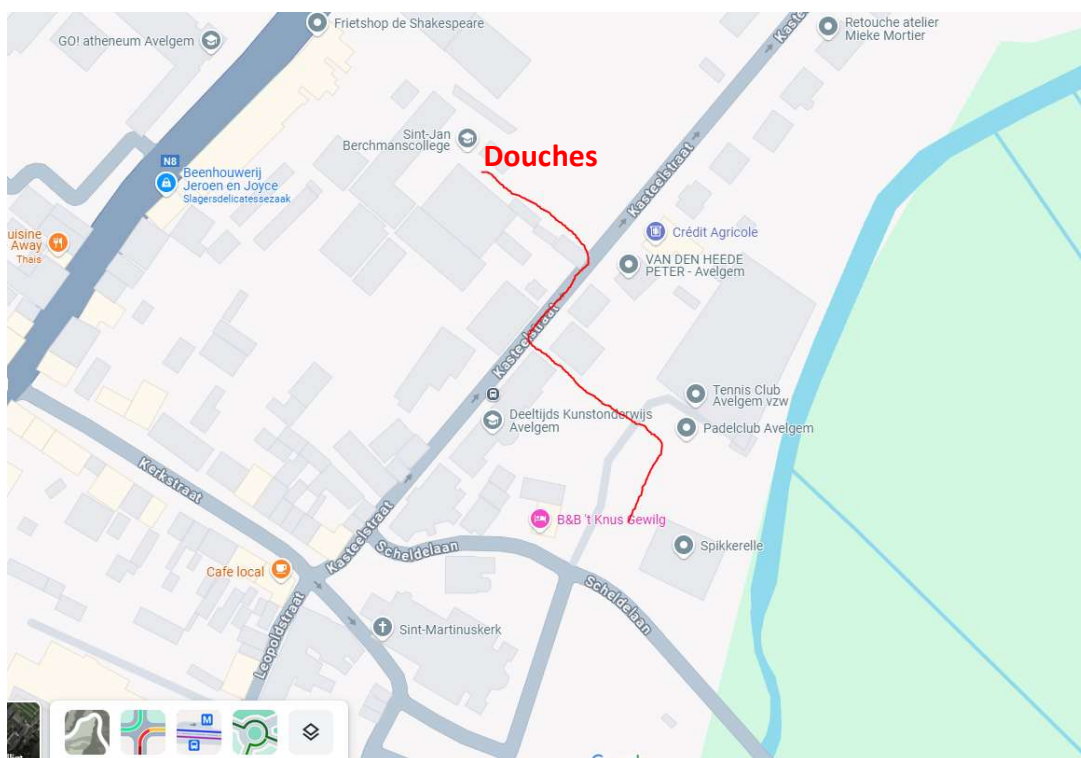 Frietshop de Shakespeare
Retouche atelier
Mieke Mortier
GO! atheneum Avelgem
Kas
Sint-Jan
Berchmanscollege
Douches
N8
Beenhouwerij
Jeroen en Joyce
Slagersdelicatessezaak
Kasteelstraat
uisine
Away
Thais
Crédit Agricole
VAN DEN HEEDE
PETER - Avelgem
Kasteelstraat
Tennis Club
Avelgem vzw
Deeltijds Kunstonderwijs
Avelgem
Padelclub Avelgem
Kerkstraat
Kasteelstraat
B&B 't Knus Gewilg
Scheldelaan
Spikkerelle
Cafe local
Scheldelaan
Leopoldstraat
Sint-Martinuskerk
M